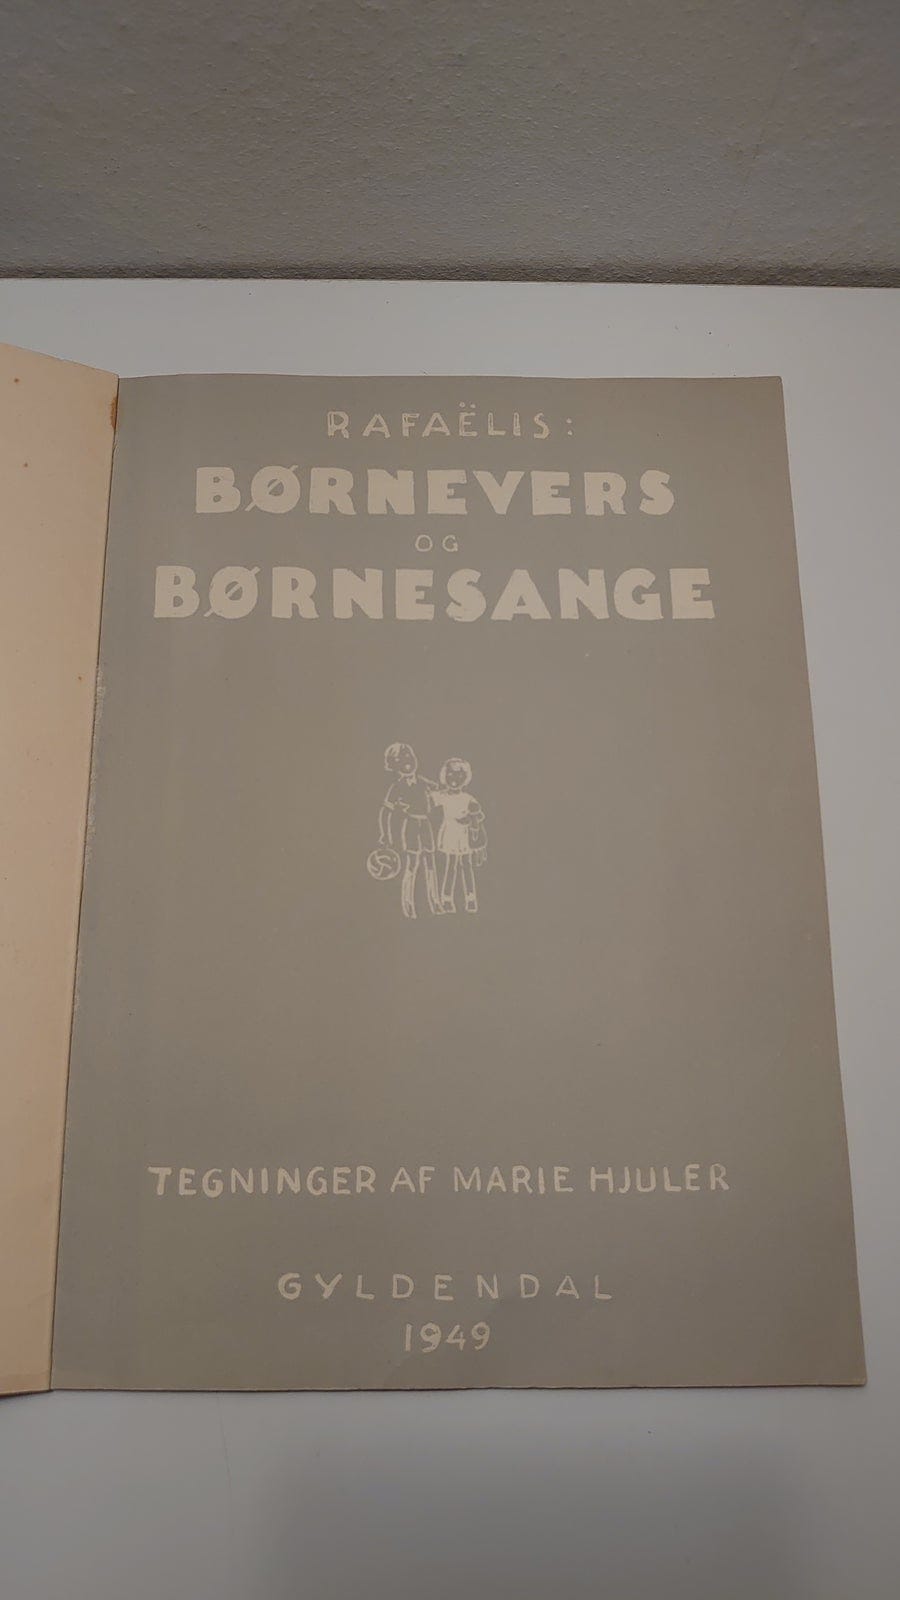 RAFAËLIS:
BØRNEVERS
OG
BØRNESANGE
TEGNINGER AF MARIE HJULER
GYLDENDAL
1949